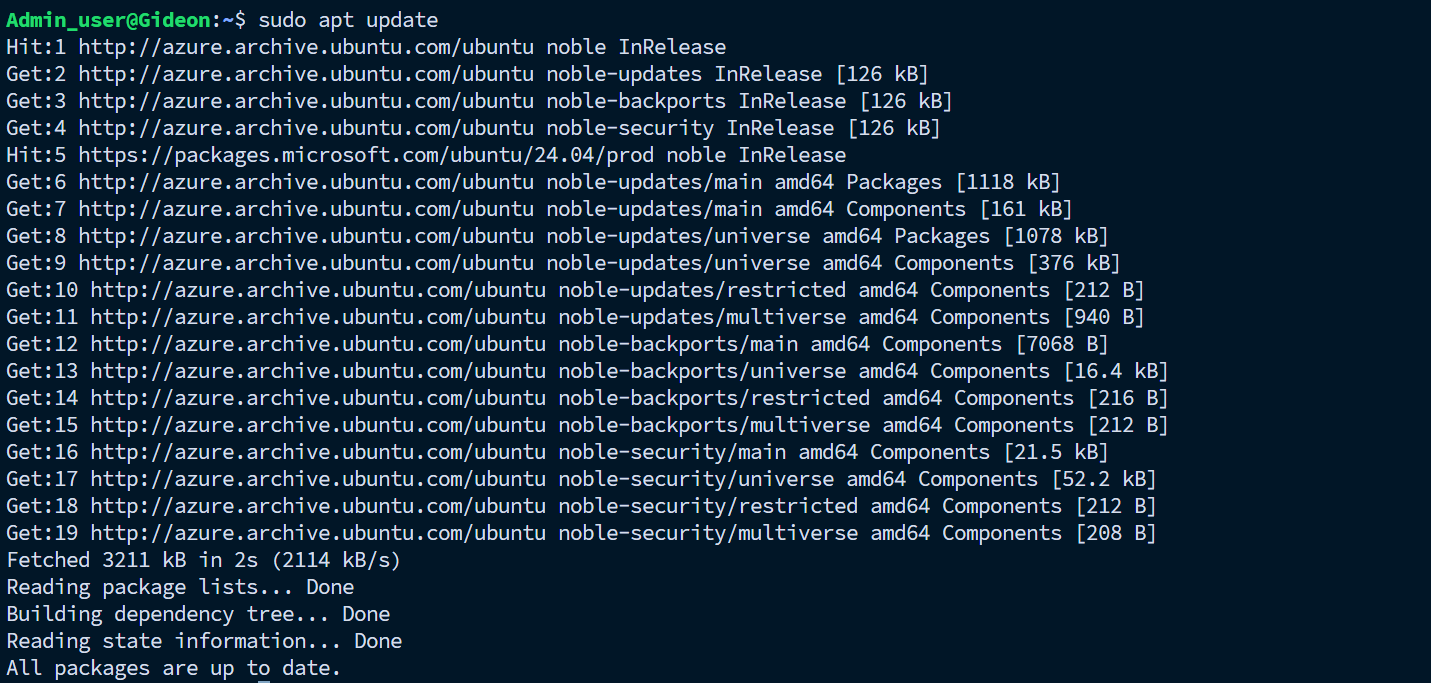 Admin_user@Gideon:~$ sudo apt update
Hit:1 http://azure.archive.ubuntu.com/ubuntu noble InRelease
Get:2 http://azure.archive.ubuntu.com/ubuntu noble-updates InRelease [126 kB]
Get:3 http://azure.archive.ubuntu.com/ubuntu noble-backports InRelease [126 kB]
Get:4 http://azure.archive.ubuntu.com/ubuntu noble-security InRelease [126 kB]
Hit:5 https://packages.microsoft.com/ubuntu/24.04/prod noble InRelease
Get:6 http://azure.archive.ubuntu.com/ubuntu noble-updates/main amd64 Packages [1118 kB]
Get:7 http://azure.archive.ubuntu.com/ubuntu noble-updates/main amd64 Components [161 kB]
Get:8 http://azure.archive.ubuntu.com/ubuntu noble-updates/universe amd64 Packages [1078 kB]
Get:9 http://azure.archive.ubuntu.com/ubuntu noble-updates/universe amd64 Components [376 kB]
Get:10 http://azure.archive.ubuntu.com/ubuntu noble-updates/restricted amd64 Components [212 B]
Get:11 http://azure.archive.ubuntu.com/ubuntu noble-updates/multiverse amd64 Components [940 B]
Get:12 http://azure.archive.ubuntu.com/ubuntu noble-backports/main amd64 Components [7068 B]
Get:13 http://azure.archive.ubuntu.com/ubuntu noble-backports/universe amd64 Components [16.4 kB]
Get:14 http://azure.archive.ubuntu.com/ubuntu noble-backports/restricted amd64 Components [216 B]
Get:15 http://azure.archive.ubuntu.com/ubuntu noble-backports/multiverse amd64 Components [212 B]
Get:16 http://azure.archive.ubuntu.com/ubuntu noble-security/main amd64 Components [21.5 kB]
Get:17 http://azure.archive.ubuntu.com/ubuntu noble-security/universe amd64 Components [52.2 kB]
Get:18 http://azure.archive.ubuntu.com/ubuntu noble-security/restricted amd64 Components [212 B]
Get:19 http://azure.archive.ubuntu.com/ubuntu noble-security/multiverse amd64 Components [208 B]
Fetched 3211 kB in 2s (2114 kB/s)
Reading package lists... Done
Building dependency tree... Done
Reading state information... Done
All packages are up to date.